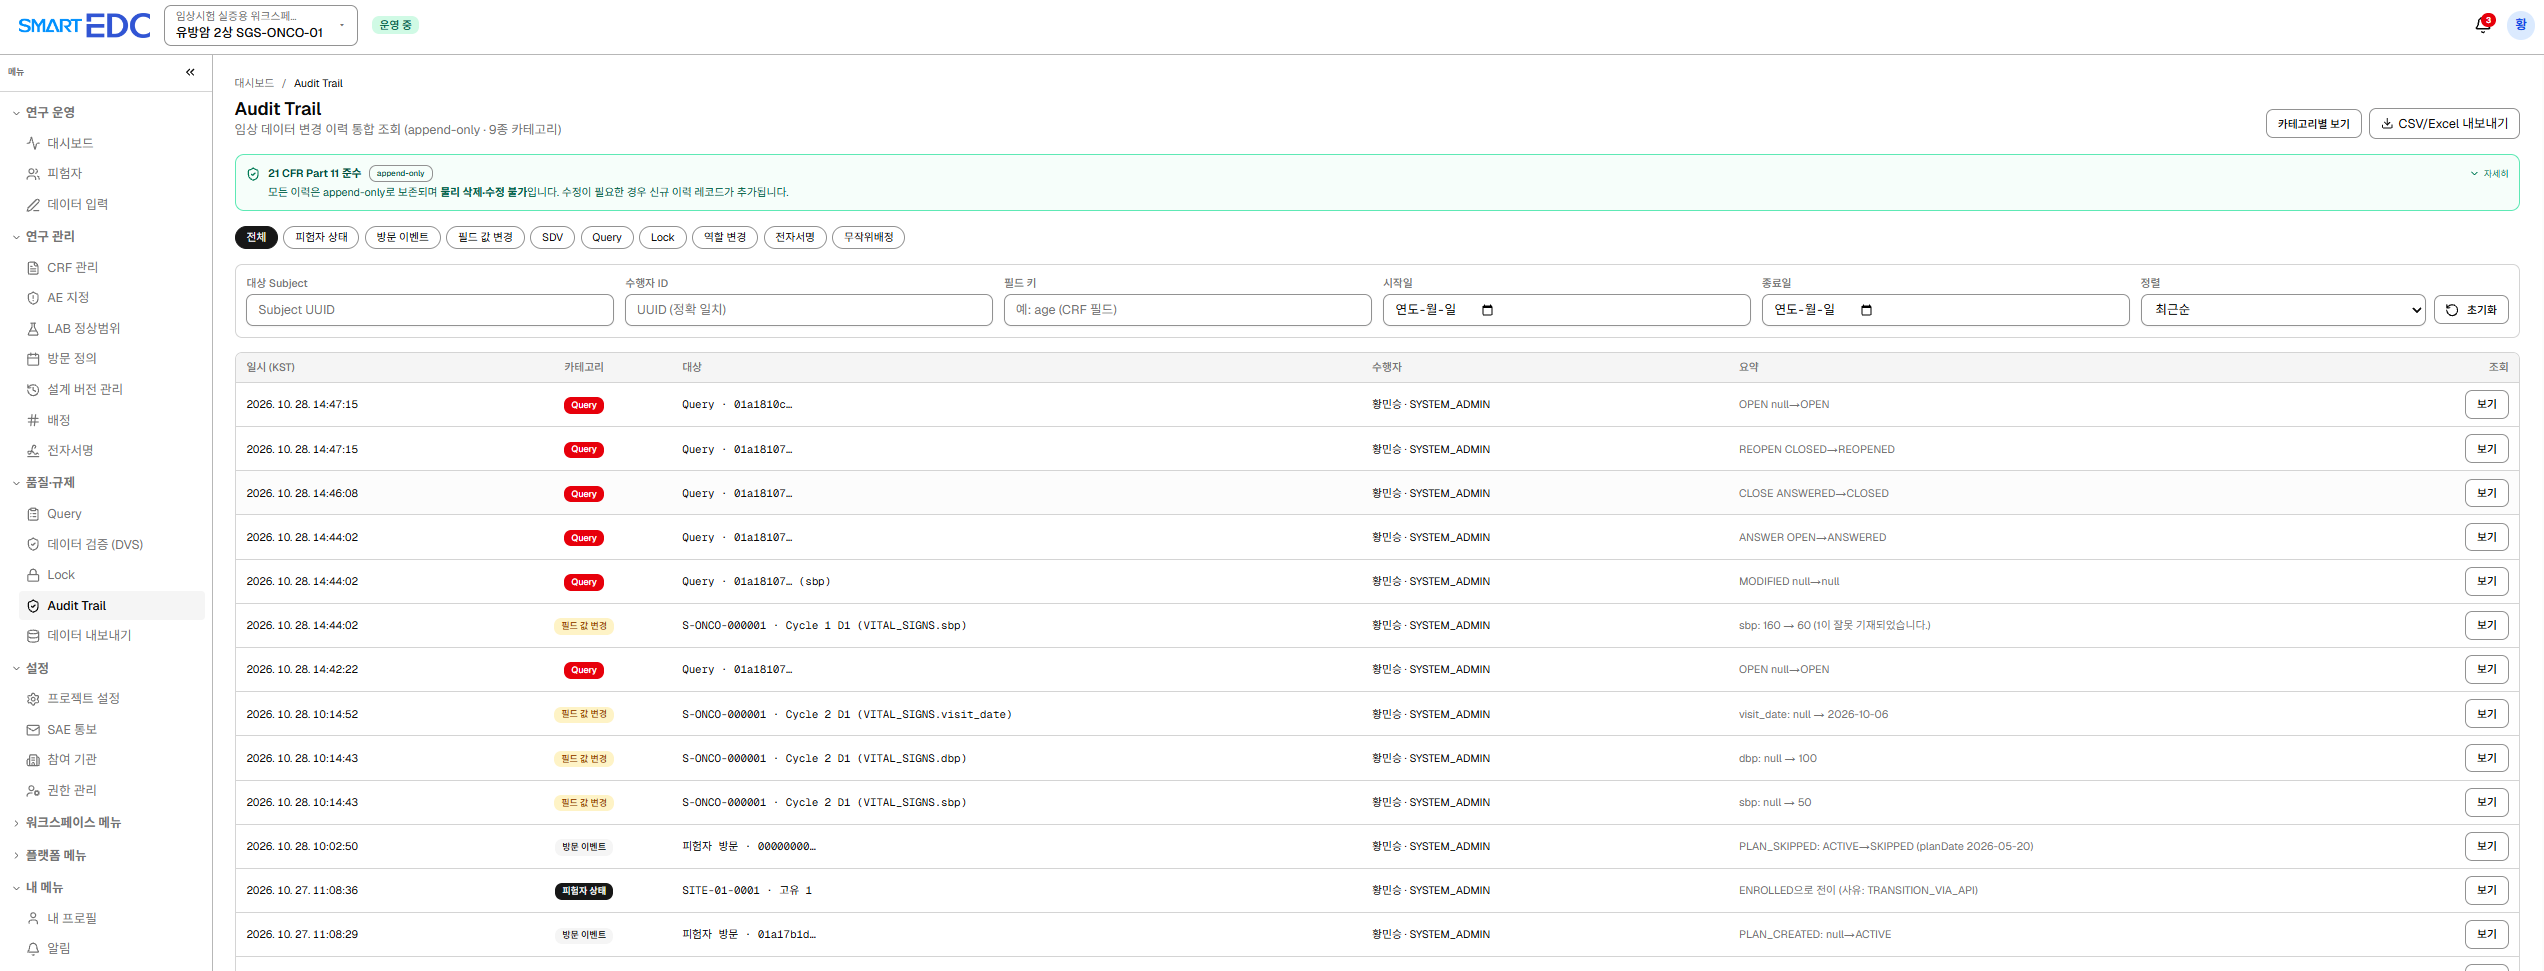 SMART EDC
임상시험 실증용 워크스페...
유방암 2상 SGS-ONCO-01
운영 중
3
황
메뉴
연구 운영
대시보드
피험자
데이터 입력
연구 관리
CRF 관리
AE 지정
LAB 정상범위
방문 정의
설계 버전 관리
배정
전자서명
품질·규제
Query
데이터 검증 (DVS)
Lock
Audit Trail
데이터 내보내기
설정
프로젝트 설정
SAE 통보
참여 기관
권한 관리
워크스페이스 메뉴
플랫폼 메뉴
내 메뉴
내 프로필
알림
대시보드 / Audit Trail
Audit Trail
임상 데이터 변경 이력 통합 조회 (append-only · 9종 카테고리)
카테고리별 보기
CSV/Excel 내보내기
21 CFR Part 11 준수 append-only
자세히
모든 이력은 append-only로 보존되며 물리 삭제·수정 불가입니다. 수정이 필요한 경우 신규 이력 레코드가 추가됩니다.
전체 피험자 상태 방문 이벤트 필드 값 변경 SDV Query Lock 역할 변경 전자서명 무작위배정
대상 Subject 수행자 ID 필드 키 시작일 종료일 정렬
Subject UUID UUID (정확 일치) 예: age (CRF 필드) 연도-월-일 연도-월-일 최근순 초기화
일시 (KST) 카테고리 대상 수행자 요약 조회
2026. 10. 28. 14:47:15 Query Query · 01a1810c… 황민승 · SYSTEM_ADMIN OPEN null→OPEN 보기
2026. 10. 28. 14:47:15 Query Query · 01a18107… 황민승 · SYSTEM_ADMIN REOPEN CLOSED→REOPENED 보기
2026. 10. 28. 14:46:08 Query Query · 01a18107… 황민승 · SYSTEM_ADMIN CLOSE ANSWERED→CLOSED 보기
2026. 10. 28. 14:44:02 Query Query · 01a18107… 황민승 · SYSTEM_ADMIN ANSWER OPEN→ANSWERED 보기
2026. 10. 28. 14:44:02 Query Query · 01a18107… (sbp) 황민승 · SYSTEM_ADMIN MODIFIED null→null 보기
2026. 10. 28. 14:44:02 필드 값 변경 S-ONCO-000001 · Cycle 1 D1 (VITAL_SIGNS.sbp) 황민승 · SYSTEM_ADMIN sbp: 160 → 60 (1이 잘못 기재되었습니다.) 보기
2026. 10. 28. 14:42:22 Query Query · 01a18107… 황민승 · SYSTEM_ADMIN OPEN null→OPEN 보기
2026. 10. 28. 10:14:52 필드 값 변경 S-ONCO-000001 · Cycle 2 D1 (VITAL_SIGNS.visit_date) 황민승 · SYSTEM_ADMIN visit_date: null → 2026-10-06 보기
2026. 10. 28. 10:14:43 필드 값 변경 S-ONCO-000001 · Cycle 2 D1 (VITAL_SIGNS.dbp) 황민승 · SYSTEM_ADMIN dbp: null → 100 보기
2026. 10. 28. 10:14:43 필드 값 변경 S-ONCO-000001 · Cycle 2 D1 (VITAL_SIGNS.sbp) 황민승 · SYSTEM_ADMIN sbp: null → 50 보기
2026. 10. 28. 10:02:50 방문 이벤트 피험자 방문 · 00000000… 황민승 · SYSTEM_ADMIN PLAN_SKIPPED: ACTIVE→SKIPPED (planDate 2026-05-20) 보기
2026. 10. 27. 11:08:36 피험자 상태 SITE-01-0001 · 고유 1 황민승 · SYSTEM_ADMIN ENROLLED으로 전이 (사유: TRANSITION_VIA_API) 보기
2026. 10. 27. 11:08:29 방문 이벤트 피험자 방문 · 01a17b1d… 황민승 · SYSTEM_ADMIN PLAN_CREATED: null→ACTIVE 보기